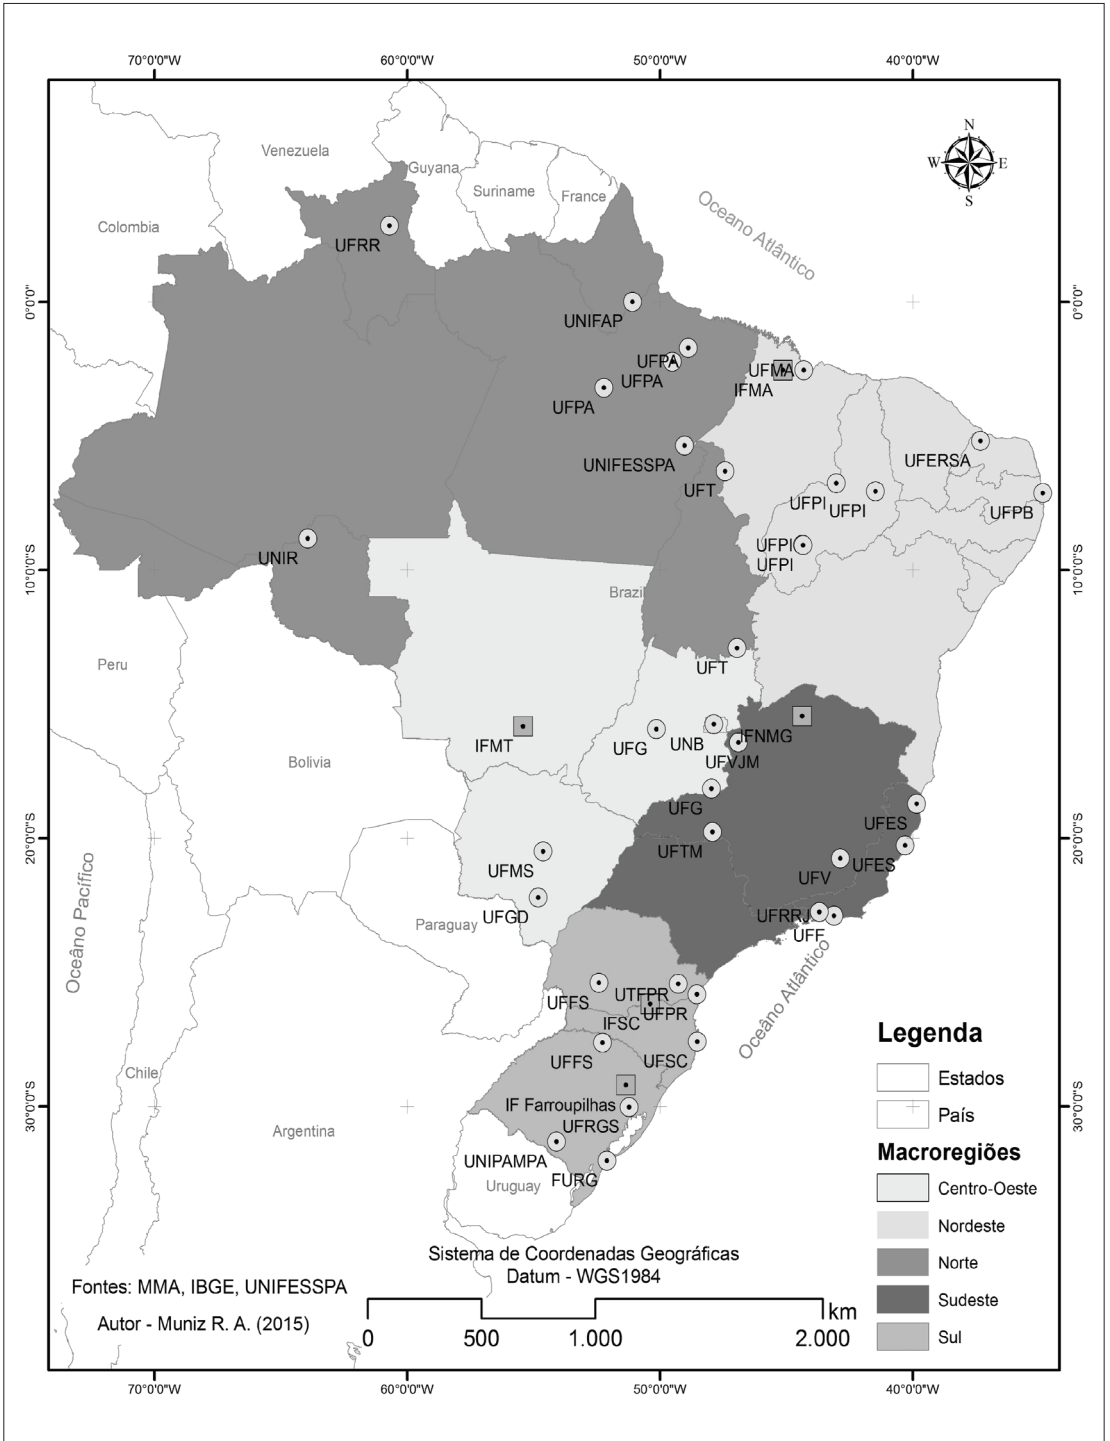 70°0'0"W 60°0'0"W 50°0'0"W 40°0'0"W
N
W E
S
Venezuela
Guyana
Suriname
France
Colombia
Oceano Atlântico
UFRR
0°0'0" 0°0'0"
UNIFAP
UFPA
UFPA
UFPA
UFMA
IFMA
UNIFESSPA
UFERSA
UFT
UFPI
UFPI
UFPB
UNIR
UFPI
UFPI
10°0'0"S 10°0'0"S
Brazil
Peru
UFT
IFMT
UFG
UNB
IFNMG
UFVJM
Bolivia
UFG
UFES
20°0'0"S 20°0'0"S
UFTM
UFMS
UFV
UFES
UFGD
UFRRJ
UFF
Paraguay
Oceâno Pacífico
Oceâno Atlântico
UFFS
UTFPR
UFPR
IFSC
UFFS
UFSC
Chile
IF Farroupilhas
UFRGS
30°0'0"S 30°0'0"S
Argentina
UNIPAMPA
FURG
Uruguay
Legenda
Estados
País
Macroregiões
Centro-Oeste
Nordeste
Norte
Sudeste
Sul
Sistema de Coordenadas Geográficas
Datum - WGS1984
Fontes: MMA, IBGE, UNIFESSPA
Autor - Muniz R. A. (2015)
km
0 500 1.000 2.000
70°0'0"W 60°0'0"W 50°0'0"W 40°0'0"W